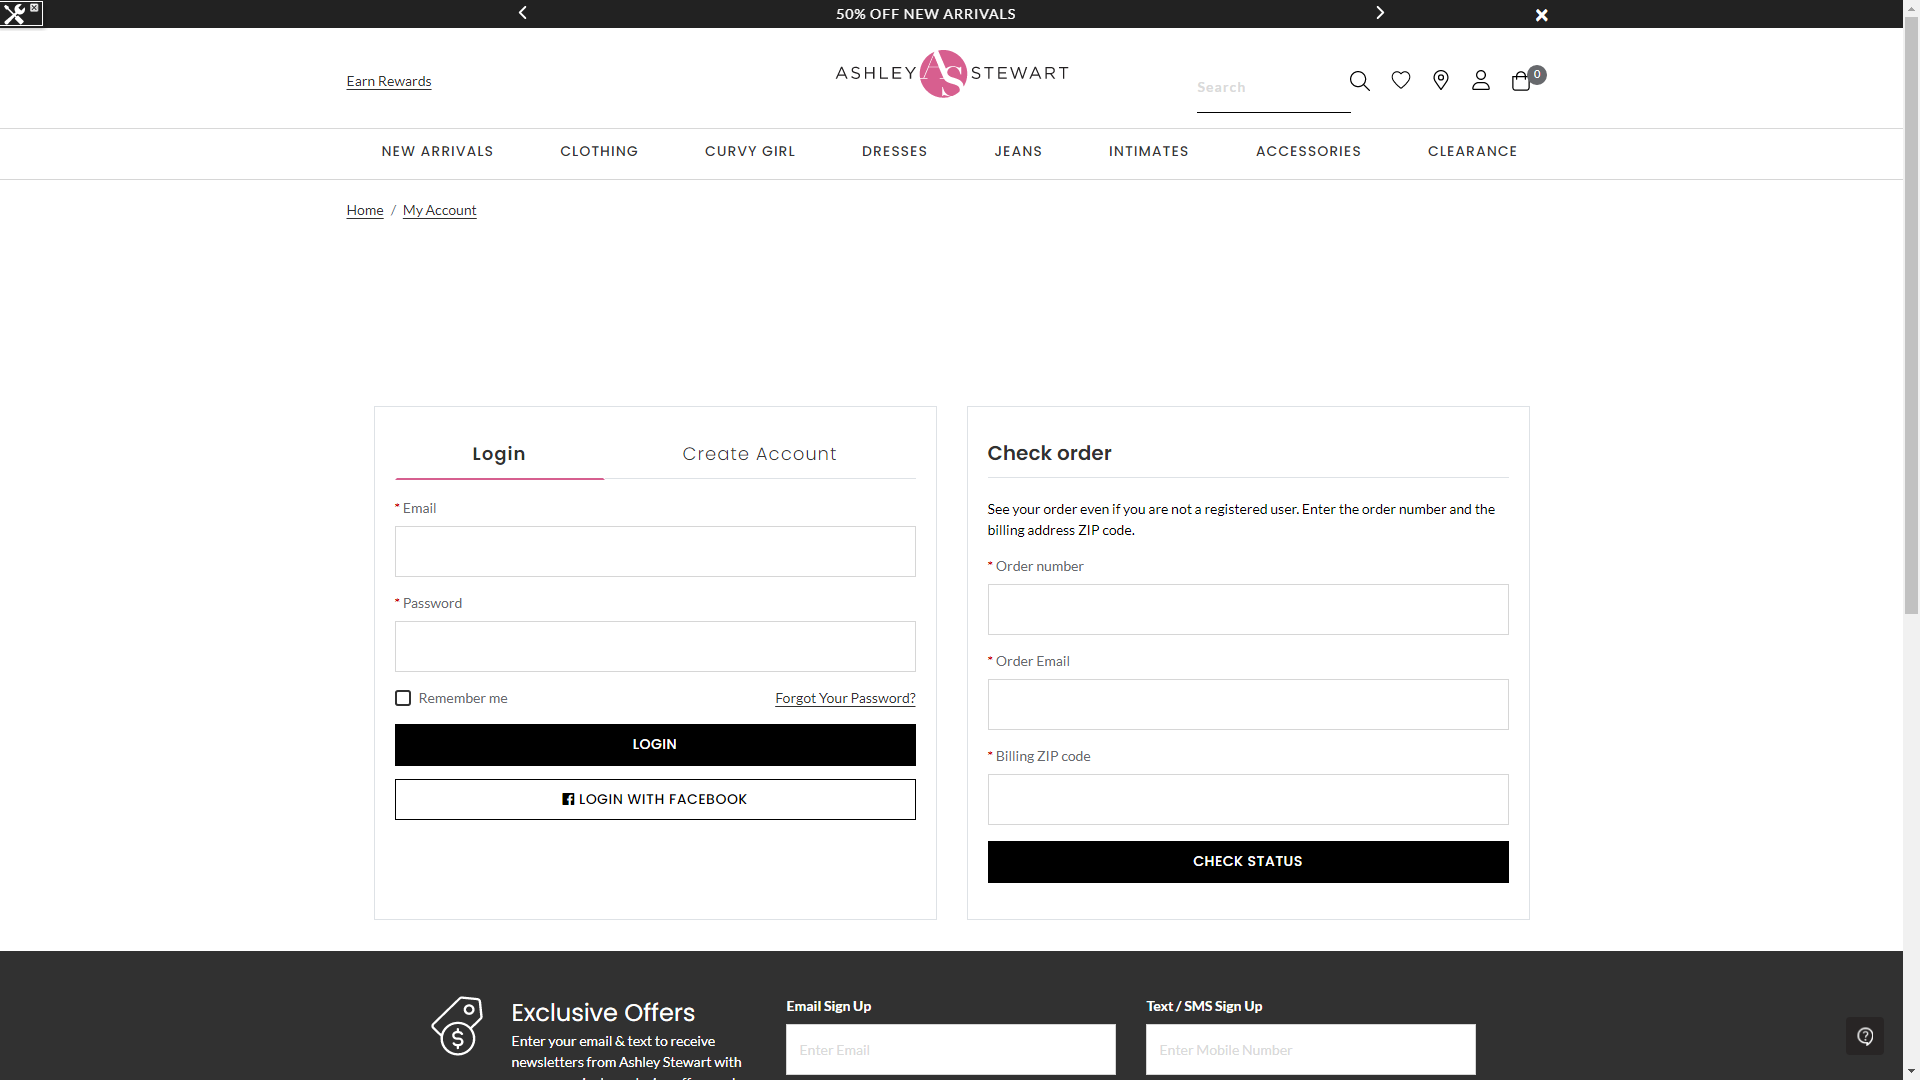 50% OFF NEW ARRIVALS
Earn Rewards
ASHLEY AS STEWART
Search
0
NEW ARRIVALS
CLOTHING
CURVY GIRL
DRESSES
JEANS
INTIMATES
ACCESSORIES
CLEARANCE
Home / My Account
Login
Create Account
* Email
* Password
Remember me
Forgot Your Password?
LOGIN
LOGIN WITH FACEBOOK
Check order
See your order even if you are not a registered user. Enter the order number and the
billing address ZIP code.
* Order number
* Order Email
* Billing ZIP code
CHECK STATUS
Exclusive Offers
Enter your email & text to receive
newsletters from Ashley Stewart with
Email Sign Up
Enter Email
Text / SMS Sign Up
Enter Mobile Number